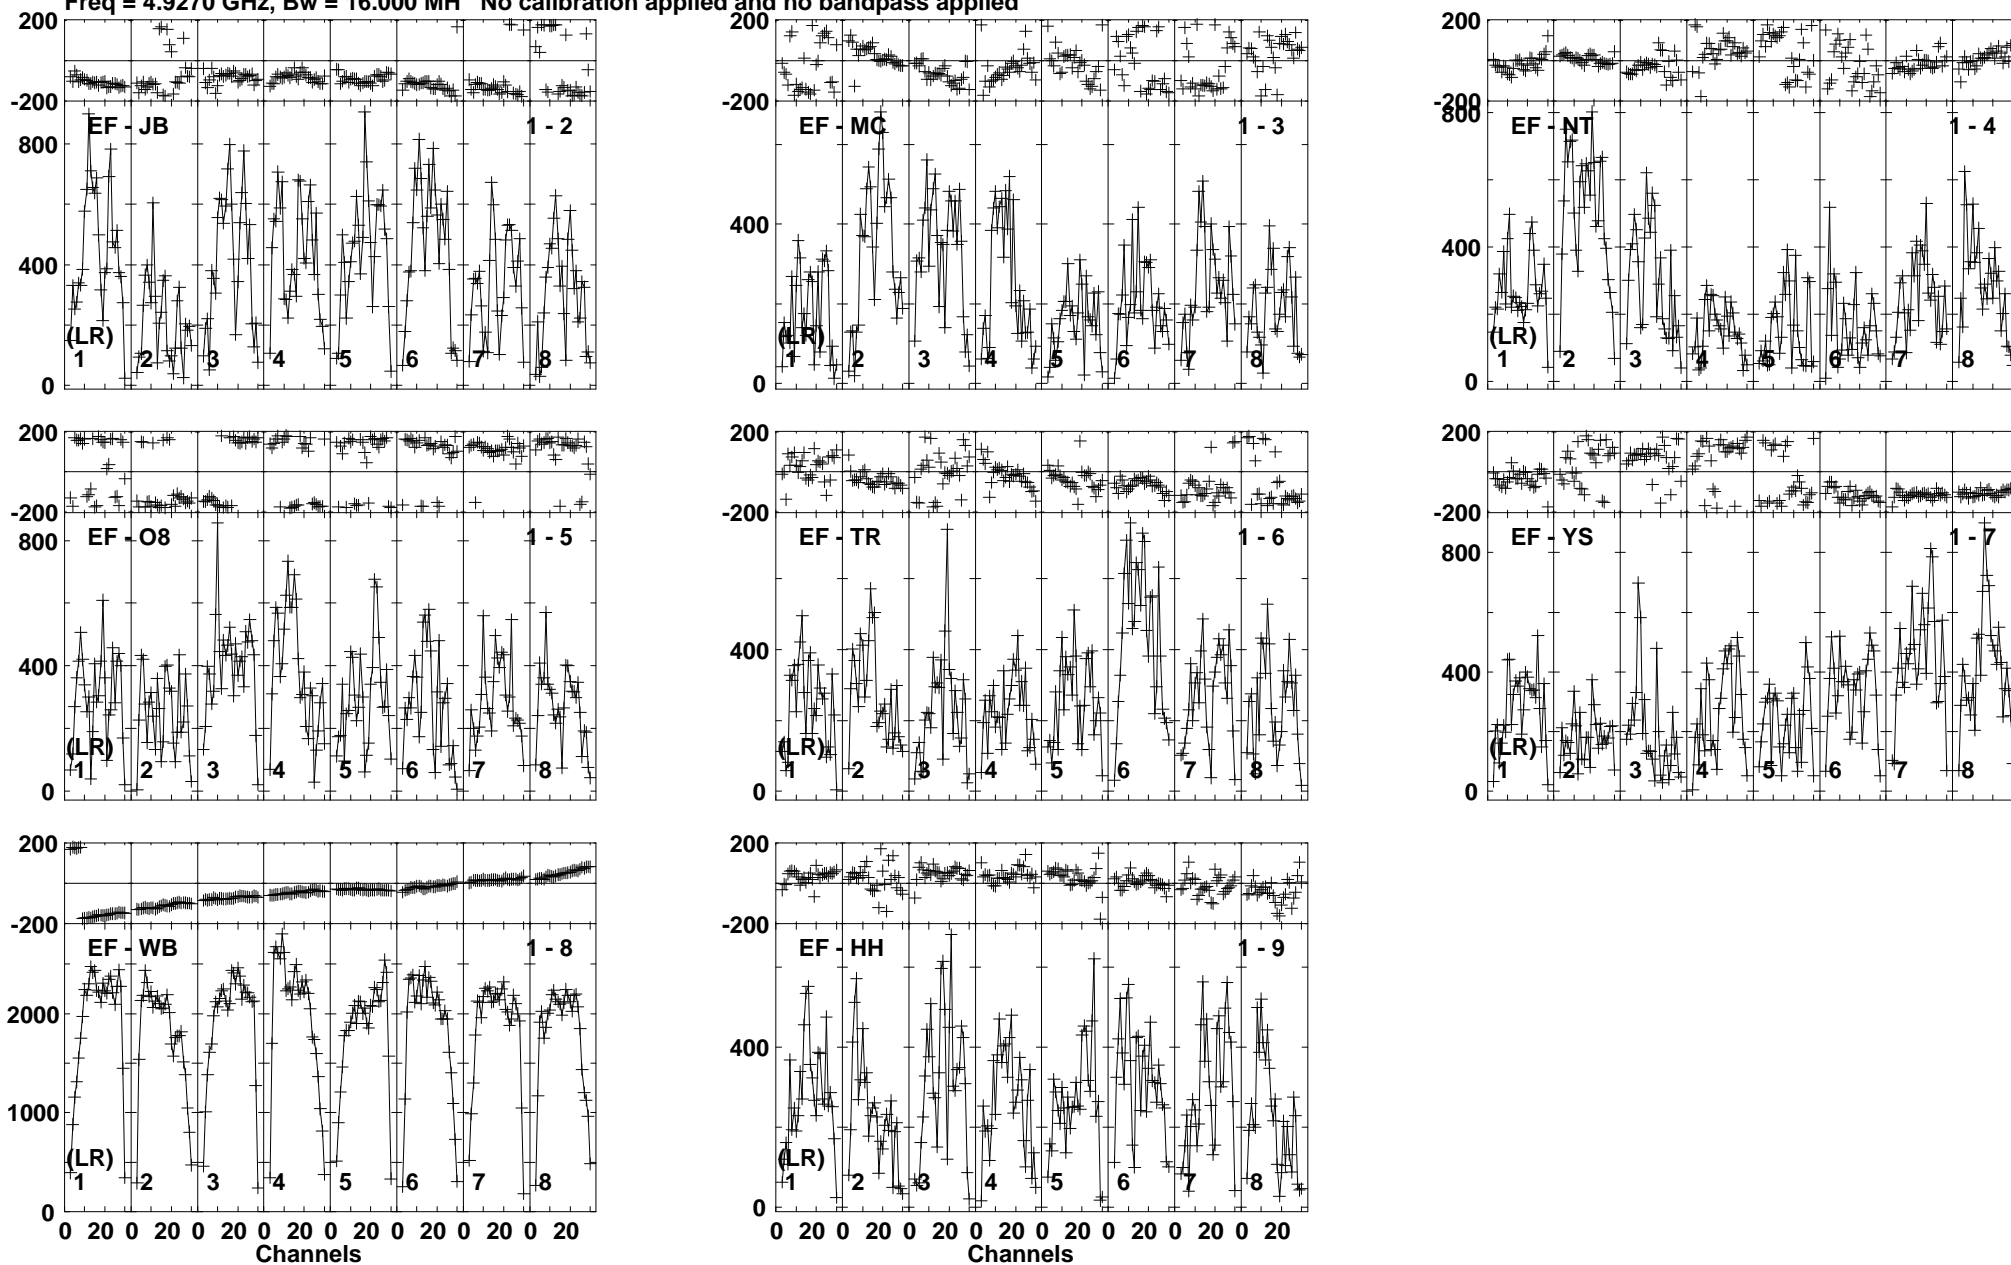 Freq = 4.9270 GHz, Bw = 16.000 MH No calibration applied and no bandpass applied
200
-200
EF - JB 1 - 2
800
400
0
(LR)
1 2 3 4 5 6 7 8
200
-200
EF - MC 1 - 3
400
0
(LR)
1 2 3 4 5 6 7 8
200
-200
EF - NT 1 - 4
800
400
0
(LR)
1 2 3 4 5 6 7 8
200
-200
EF - O8 1 - 5
800
400
0
(LR)
1 2 3 4 5 6 7 8
200
-200
EF - TR 1 - 6
400
0
(LR)
1 2 3 4 5 6 7 8
200
-200
EF - YS 1 - 7
800
400
0
(LR)
1 2 3 4 5 6 7 8
200
-200
EF - WB 1 - 8
2000
1000
0
(LR)
1 2 3 4 5 6 7 8
0 20 0 20 0 20 0 20 0 20 0 20 0 20 0 20
Channels
200
-200
EF - HH 1 - 9
400
0
(LR)
1 2 3 4 5 6 7 8
0 20 0 20 0 20 0 20 0 20 0 20 0 20 0 20
Channels